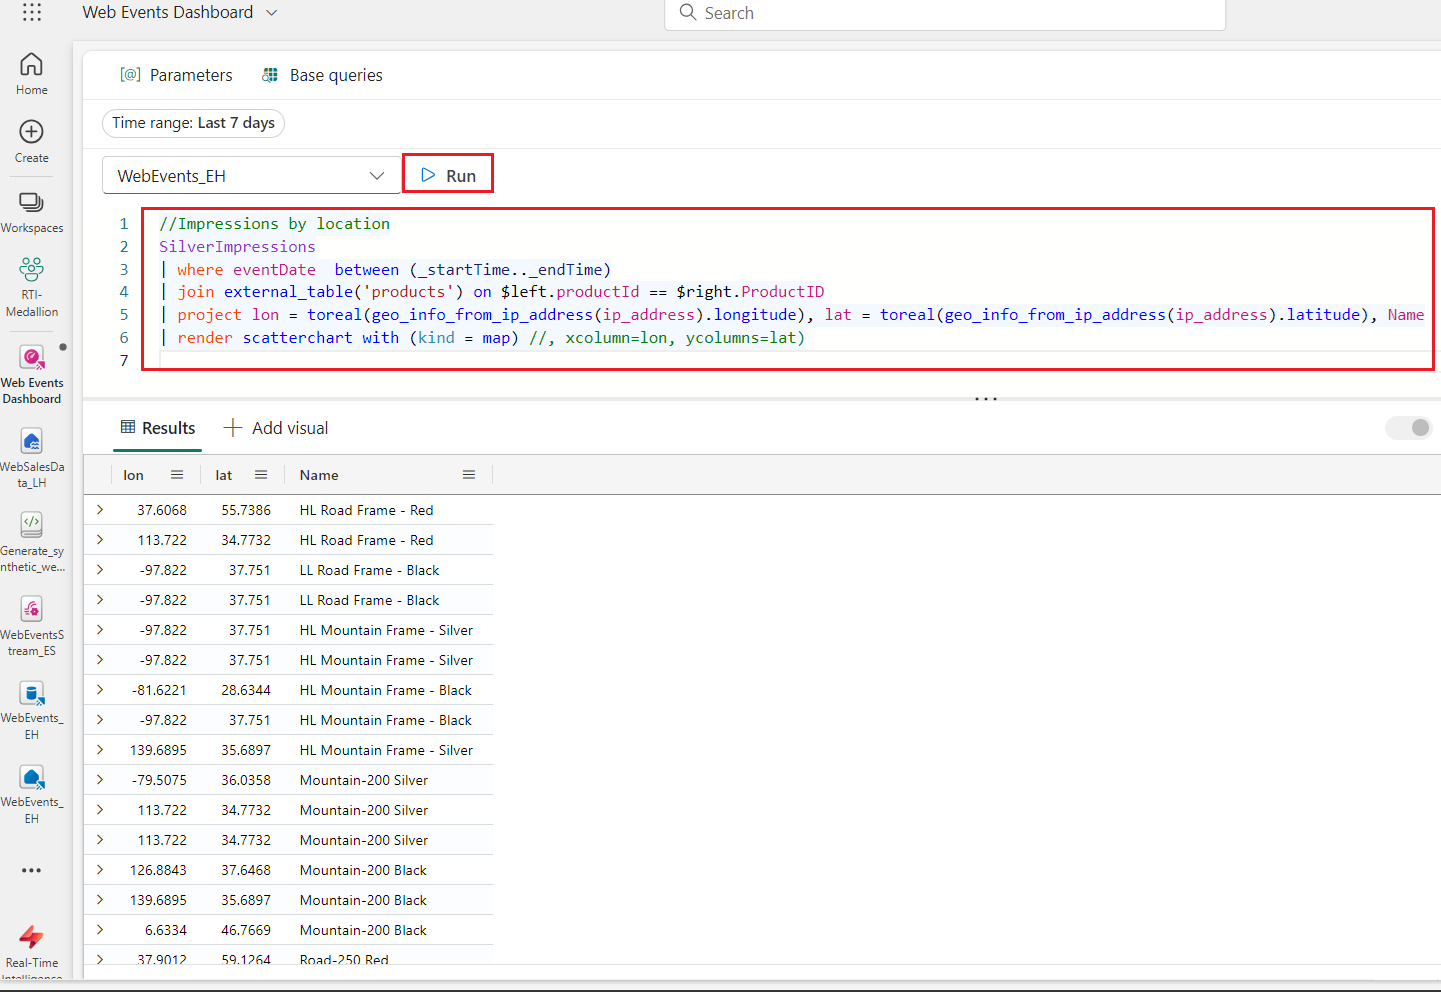 Web Events Dashboard
Search
Home
Create
Workspaces
RTI-
Medallion
Web Events
Dashboard
WebSalesDa
ta_LH
Generate_sy
nthetic_we...
WebEventsS
tream_ES
WebEvents_
EH
WebEvents_
EH
Real-Time
Intelligence
[@] Parameters
Base queries
Time range: Last 7 days
WebEvents_EH
Run
1 //Impressions by location
2 SilverImpressions
3 | where eventDate  between (_startTime.._endTime)
4 | join external_table('products') on $left.productId == $right.ProductID
5 | project lon = toreal(geo_info_from_ip_address(ip_address).longitude), lat = toreal(geo_info_from_ip_address(ip_address).latitude), Name
6 | render scatterchart with (kind = map) //, xcolumn=lon, ycolumns=lat)
7
Results
Add visual
lon lat Name
37.6068 55.7386 HL Road Frame - Red
113.722 34.7732 HL Road Frame - Red
-97.822 37.751 LL Road Frame - Black
-97.822 37.751 LL Road Frame - Black
-97.822 37.751 HL Mountain Frame - Silver
-97.822 37.751 HL Mountain Frame - Silver
-81.6221 28.6344 HL Mountain Frame - Black
-97.822 37.751 HL Mountain Frame - Black
139.6895 35.6897 HL Mountain Frame - Silver
-79.5075 36.0358 Mountain-200 Silver
113.722 34.7732 Mountain-200 Silver
113.722 34.7732 Mountain-200 Silver
126.8843 37.6468 Mountain-200 Black
139.6895 35.6897 Mountain-200 Black
6.6334 46.7669 Mountain-200 Black
37.9012 59.1264 Road-250 Red